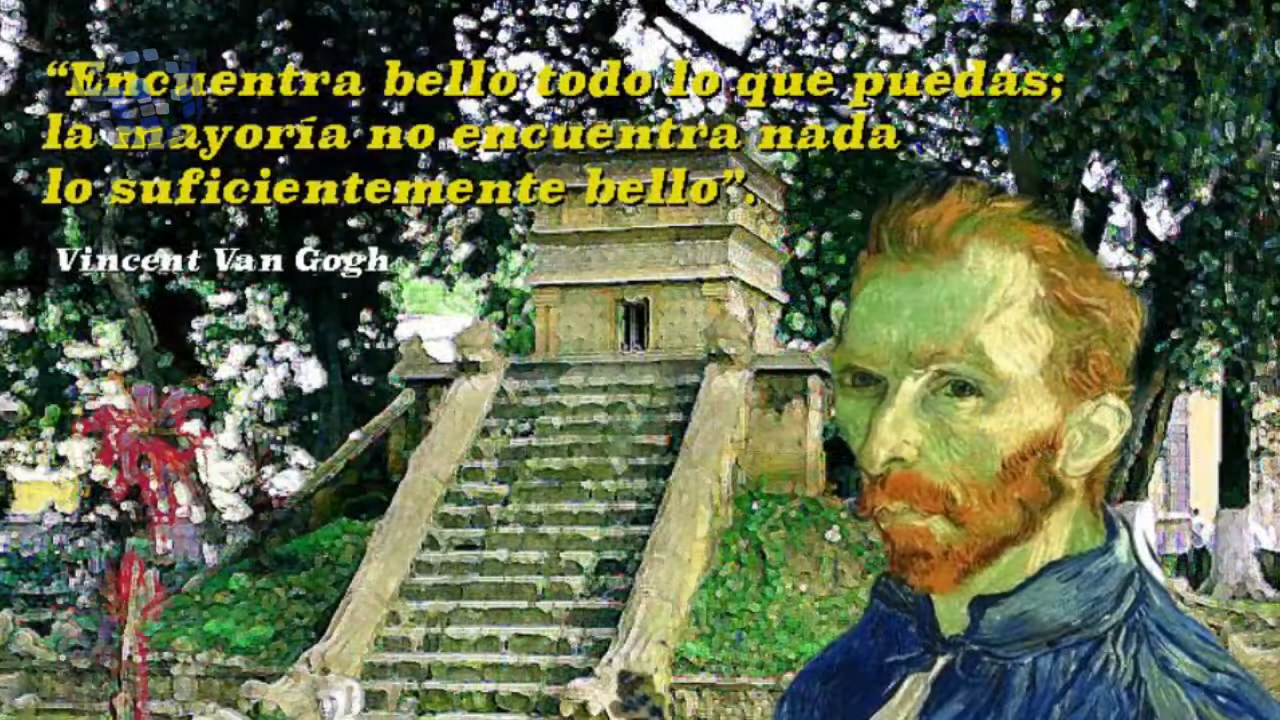 “Encuentra bello todo lo que puedas;
la mayoría no encuentra nada
lo suficientemente bello”.
Vincent Van Gogh